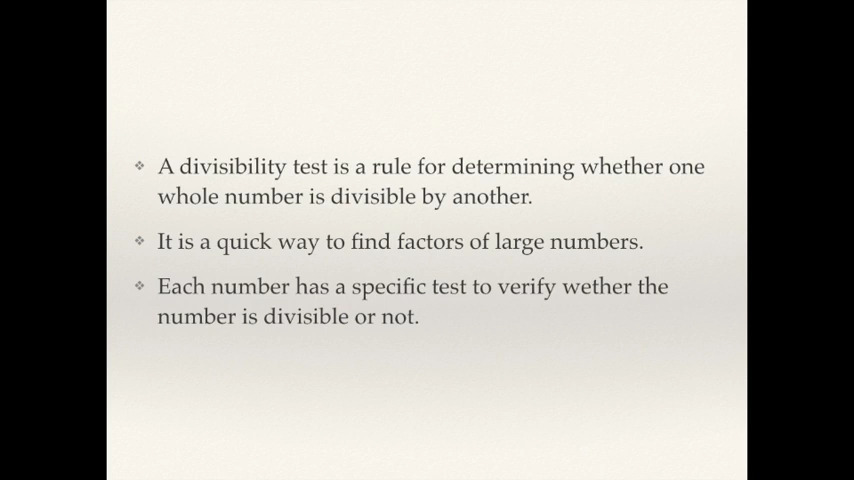 ❖ A divisibility test is a rule for determining whether one
whole number is divisible by another.
❖ It is a quick way to find factors of large numbers.
❖ Each number has a specific test to verify wether the
number is divisible or not.